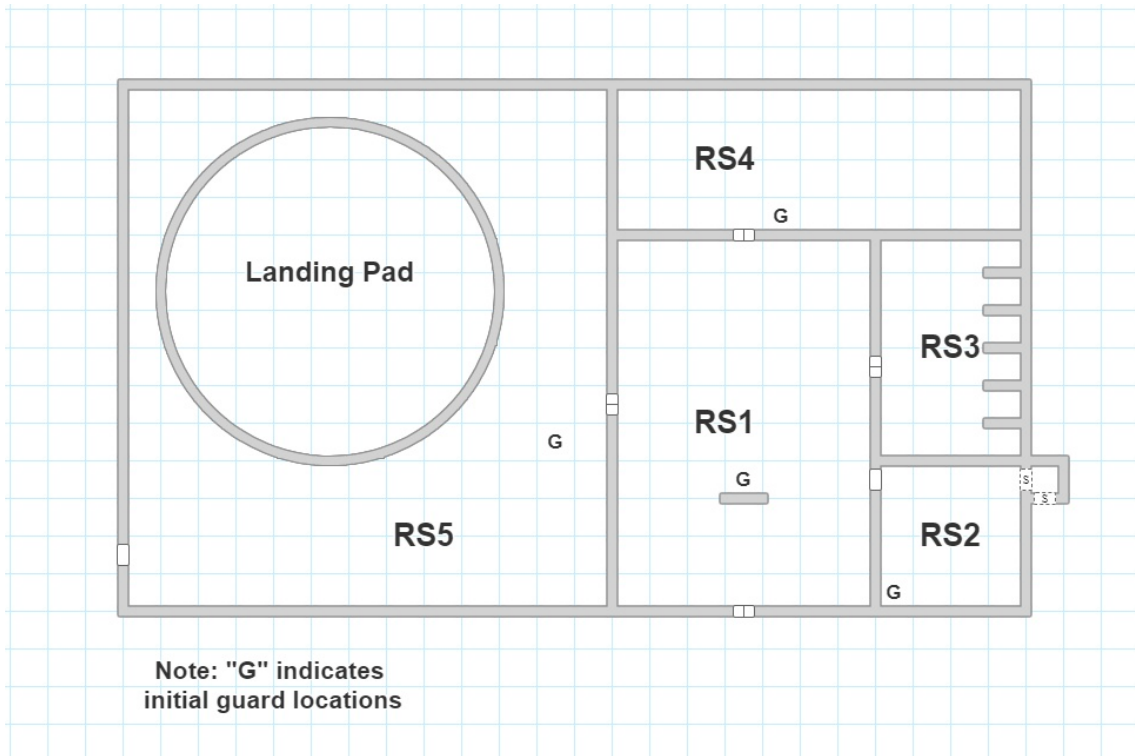 RS4
G
Landing Pad
RS3
RS1
G
G
S
S
RS5
RS2
G
Note: "G" indicates
initial guard locations